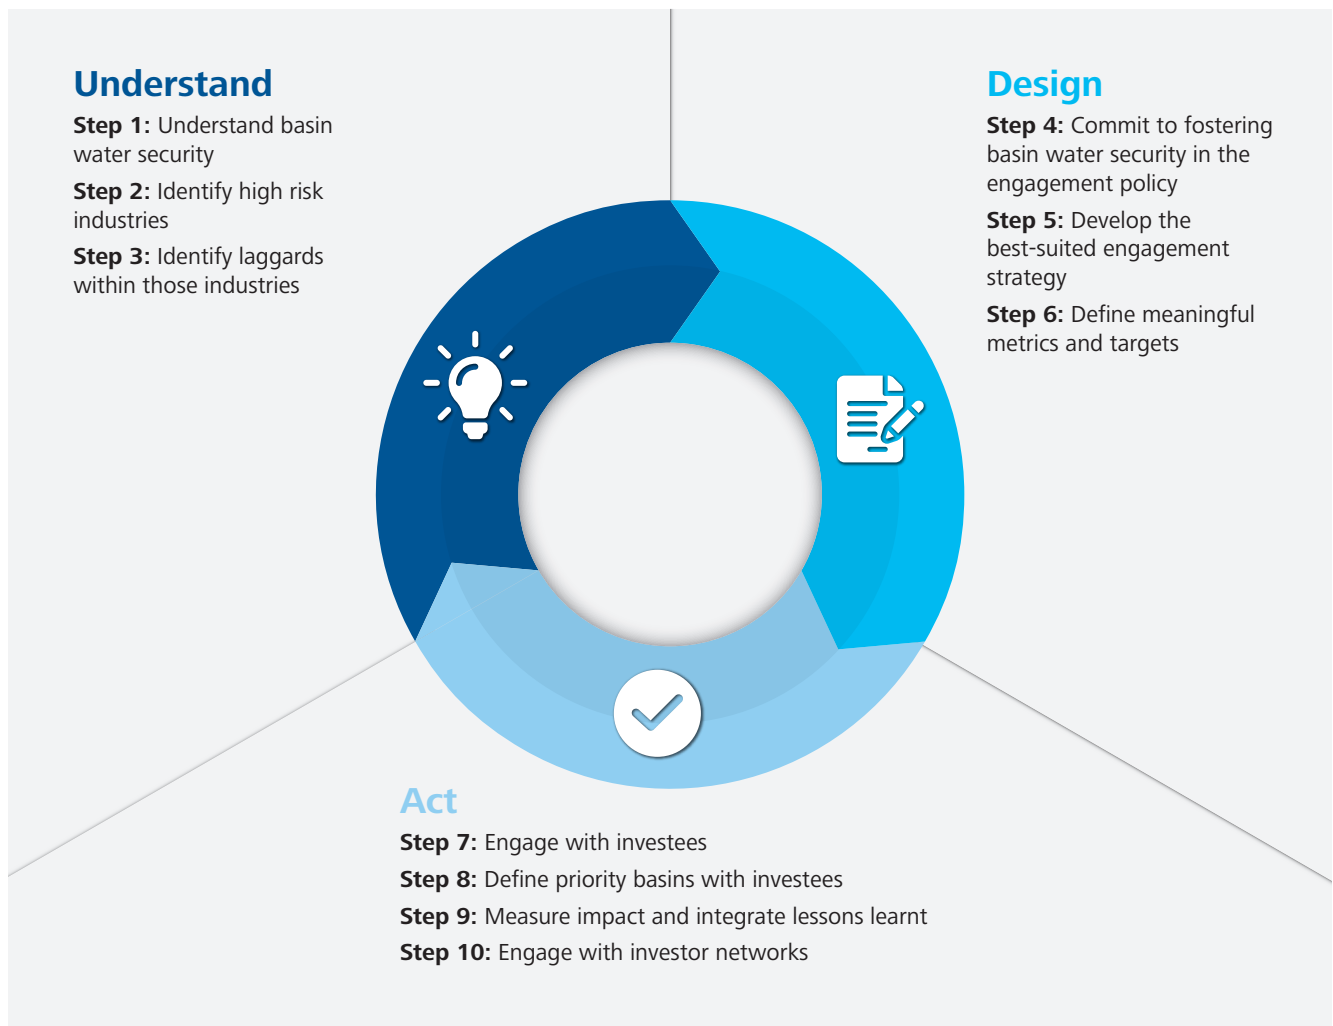 Understand
Step 1: Understand basin
water security
Step 2: Identify high risk
industries
Step 3: Identify laggards
within those industries
Design
Step 4: Commit to fostering
basin water security in the
engagement policy
Step 5: Develop the
best-suited engagement
strategy
Step 6: Define meaningful
metrics and targets
Act
Step 7: Engage with investees
Step 8: Define priority basins with investees
Step 9: Measure impact and integrate lessons learnt
Step 10: Engage with investor networks